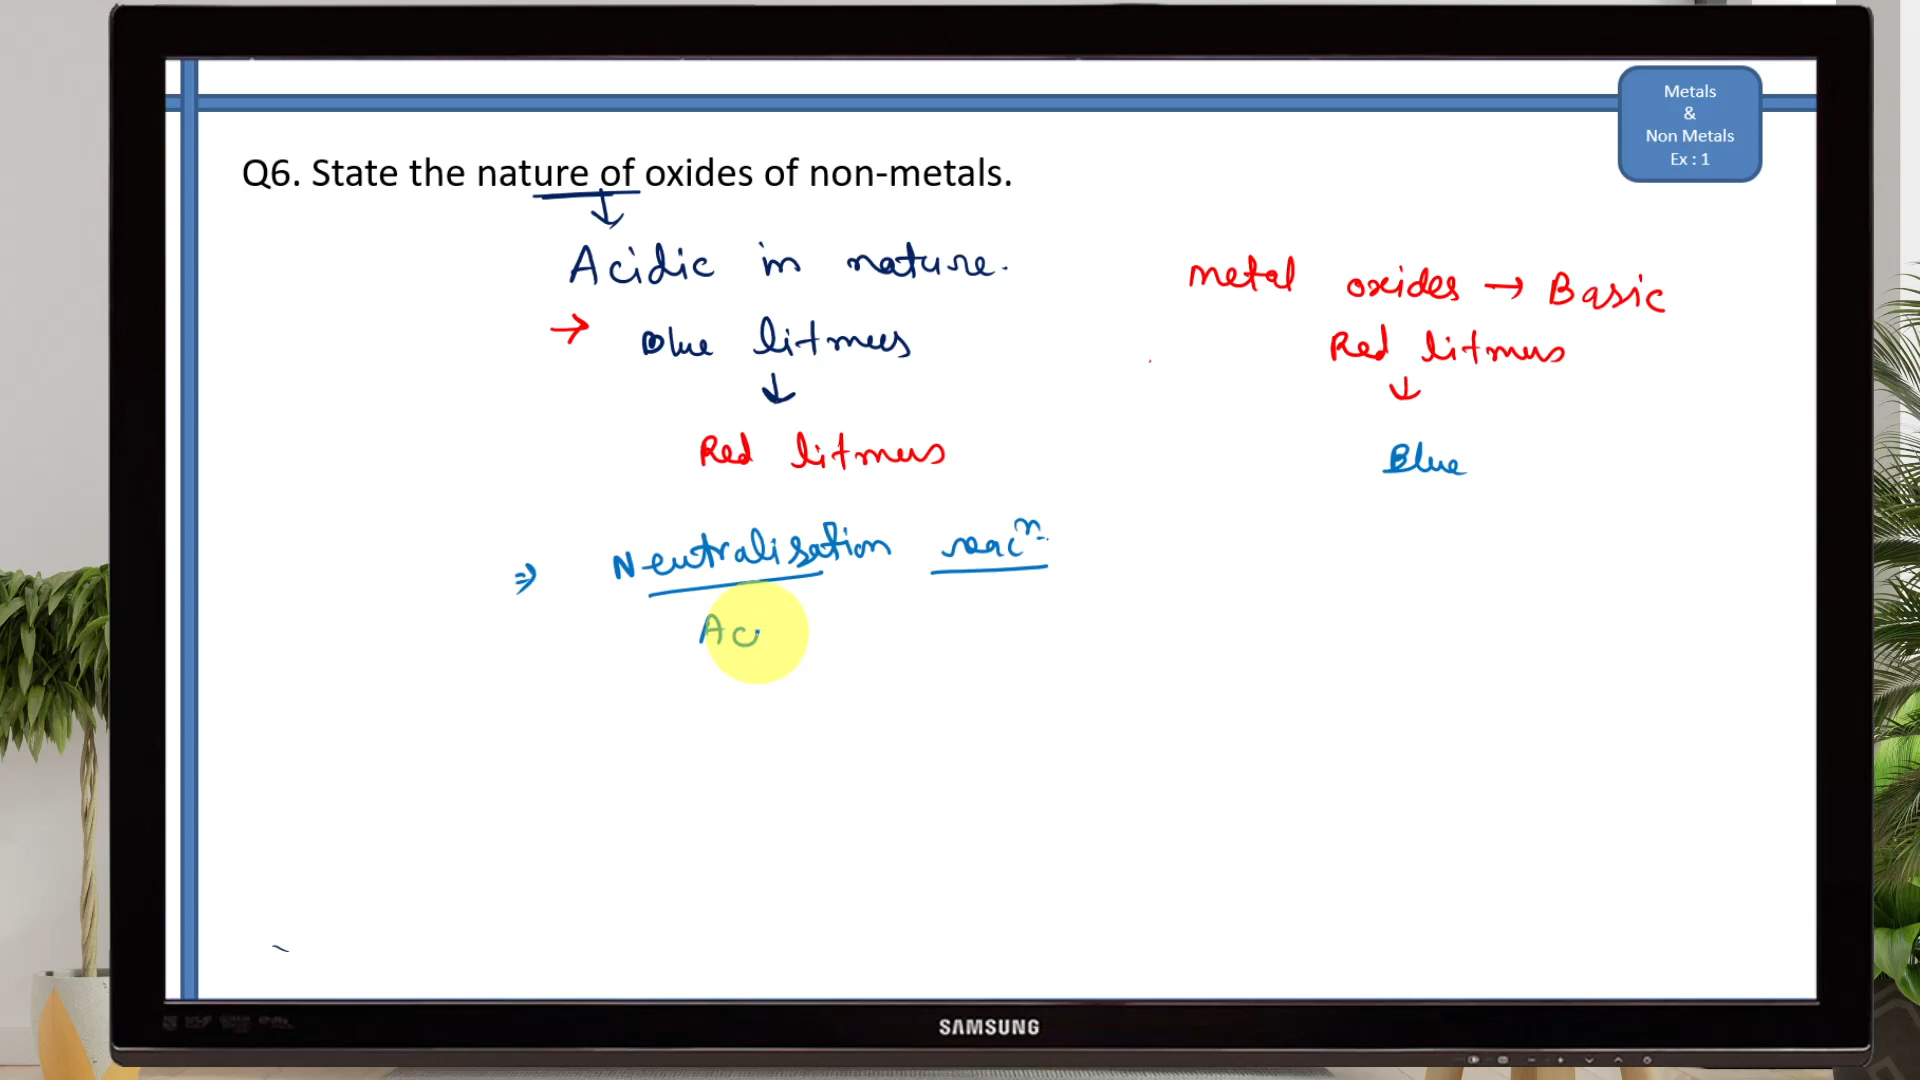 Metals
&
Non Metals
Ex : 1
Q6. State the nature of oxides of non-metals.
Acidic in nature.
→ Blue litmus
↓
Red litmus
metal oxides → Basic
Red litmus
↓
Blue
⇒ Neutralisation reacⁿ.
Ac
SAMSUNG